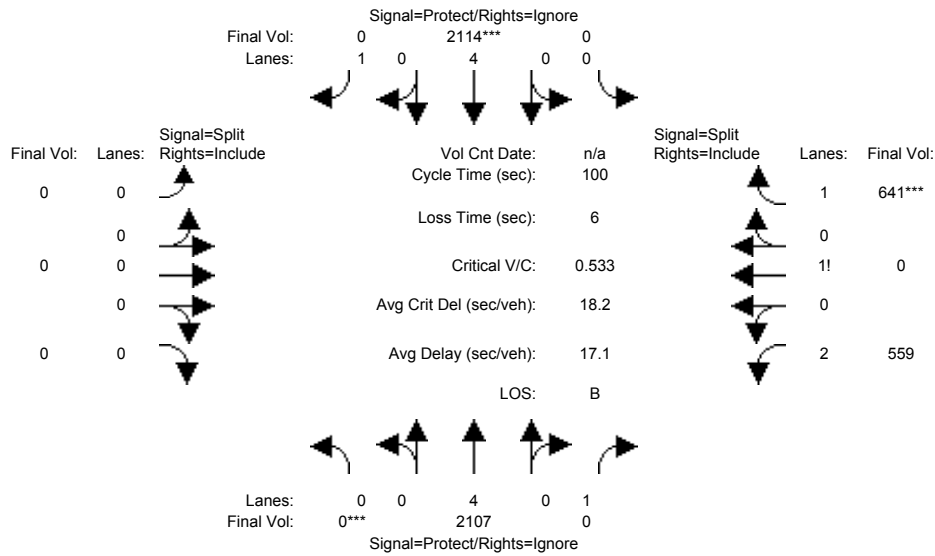 Signal=Protect/Rights=Ignore
Final Vol: 0 2114*** 0
Lanes: 1 0 4 0 0
Signal=Split
Final Vol: Lanes: Rights=Include
Vol Cnt Date: n/a
Signal=Split
Rights=Include Lanes: Final Vol:
Cycle Time (sec): 100
0 0
1 641***
Loss Time (sec): 6
0
0
0 0
Critical V/C: 0.533
1! 0
0
Avg Crit Del (sec/veh): 18.2
0
0 0
Avg Delay (sec/veh): 17.1
2 559
LOS: B
Lanes: 0 0 4 0 1
Final Vol: 0*** 2107 0
Signal=Protect/Rights=Ignore